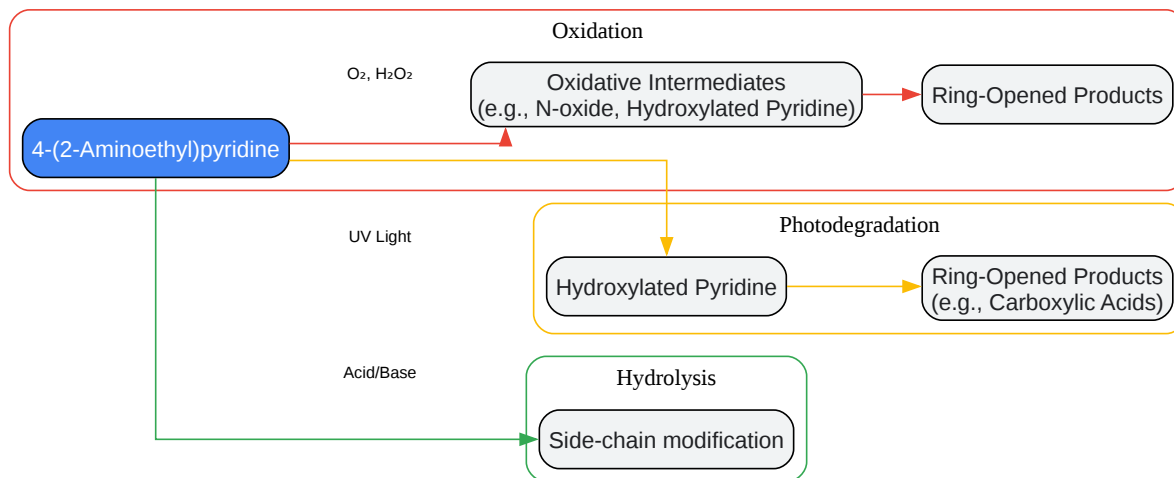 Oxidation
O₂, H₂O₂
Oxidative Intermediates
(e.g., N-oxide, Hydroxylated Pyridine)
Ring-Opened Products
4-(2-Aminoethyl)pyridine
UV Light
Photodegradation
Hydroxylated Pyridine
Ring-Opened Products
(e.g., Carboxylic Acids)
Acid/Base
Hydrolysis
Side-chain modification